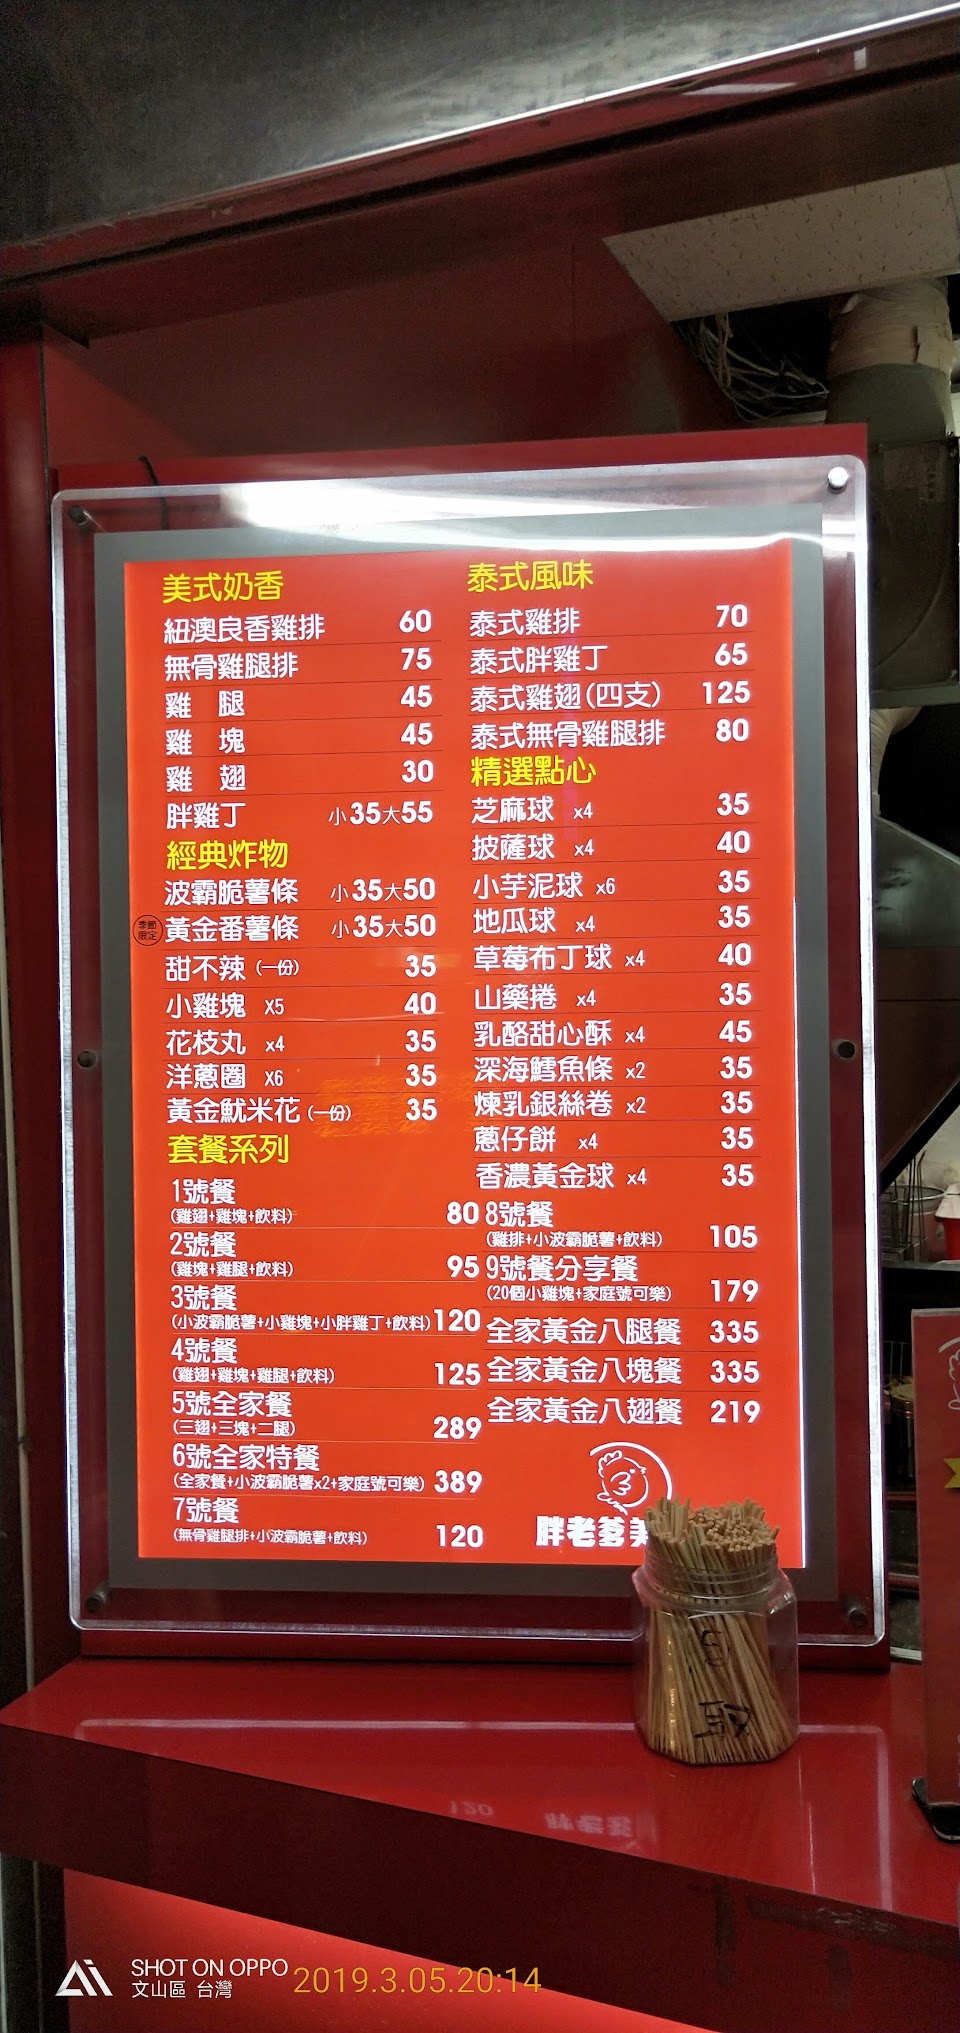 美式奶香
紐澳良香雞排 60
無骨雞腿排 75
雞 腿 45
雞 塊 45
雞 翅 30
胖雞丁 小35大55
經典炸物
波霸脆薯條 小35大50
季節限定 黃金番薯條 小35大50
甜不辣(一份) 35
小雞塊 X5 40
花枝丸 x4 35
洋蔥圈 X6 35
黃金魷米花(一份) 35
套餐系列
1號餐
(雞翅+雞塊+飲料) 80
2號餐
(雞塊+雞腿+飲料) 95
3號餐
(小波霸脆薯+小雞塊+小胖雞丁+飲料) 120
4號餐
(雞翅+雞塊+雞腿+飲料) 125
5號全家餐
(三翅+三塊+二腿) 289
6號全家特餐
(全家餐+小波霸脆薯x2+家庭號可樂) 389
7號餐
(無骨雞腿排+小波霸脆薯+飲料) 120
泰式風味
泰式雞排 70
泰式胖雞丁 65
泰式雞翅(四支) 125
泰式無骨雞腿排 80
精選點心
芝麻球 x4 35
披薩球 x4 40
小芋泥球 x6 35
地瓜球 x4 35
草莓布丁球 x4 40
山藥捲 x4 35
乳酪甜心酥 x4 45
深海鱈魚條 x2 35
煉乳銀絲卷 x2 35
蔥仔餅 x4 35
香濃黃金球 x4 35
8號餐
(雞排+小波霸脆薯+飲料) 105
9號餐分享餐
(20個小雞塊+家庭號可樂) 179
全家黃金八腿餐 335
全家黃金八塊餐 335
全家黃金八翅餐 219
胖老爹美
SHOT ON OPPO
文山區 台灣
2019.3.05.20:14